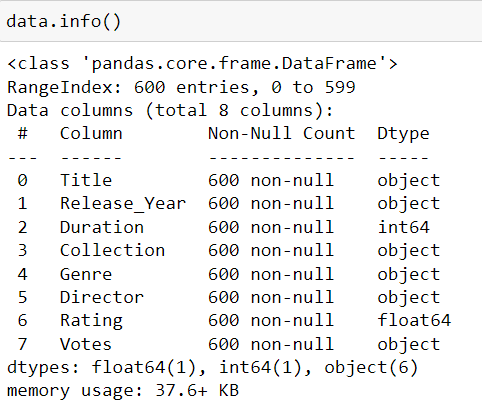 data.info()
<class 'pandas.core.frame.DataFrame'>
RangeIndex: 600 entries, 0 to 599
Data columns (total 8 columns):
 #   Column        Non-Null Count  Dtype
---  ------        --------------  -----
 0   Title         600 non-null    object
 1   Release_Year  600 non-null    object
 2   Duration      600 non-null    int64
 3   Collection    600 non-null    object
 4   Genre         600 non-null    object
 5   Director      600 non-null    object
 6   Rating        600 non-null    float64
 7   Votes         600 non-null    object
dtypes: float64(1), int64(1), object(6)
memory usage: 37.6+ KB